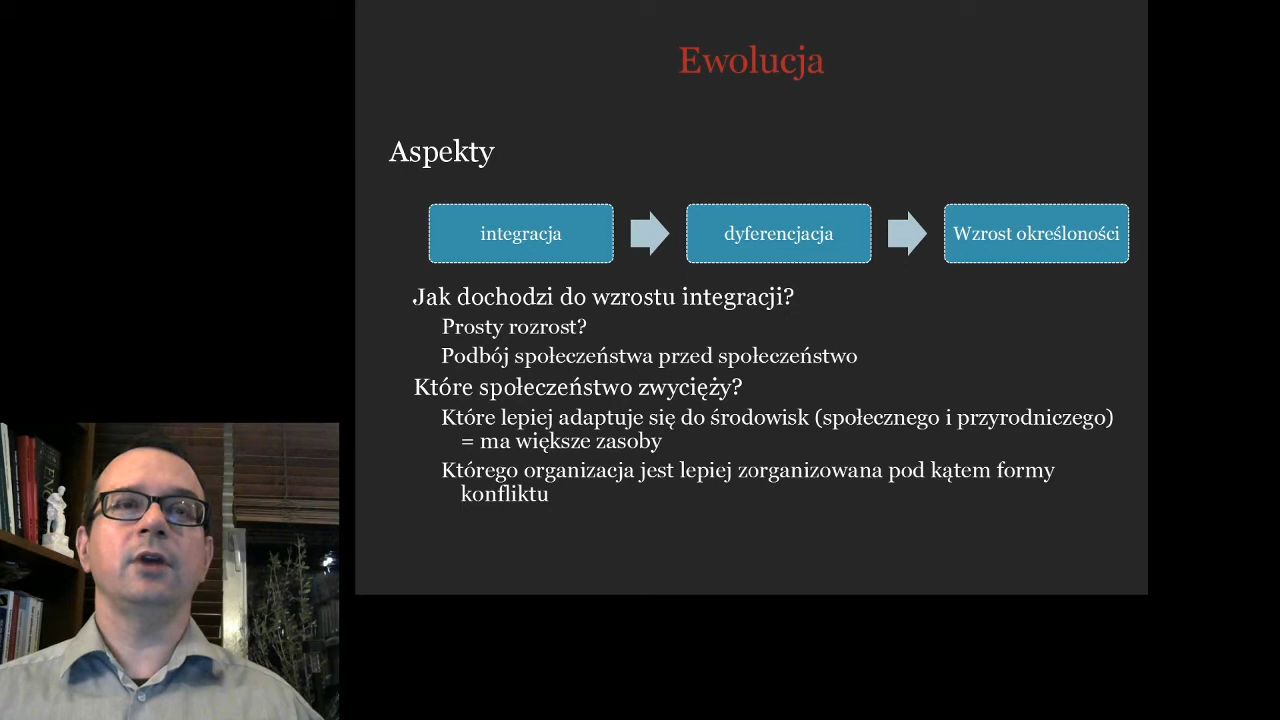 Ewolucja
Aspekty
integracja
dyferencjacja
Wzrost określoności
Jak dochodzi do wzrostu integracji?
Prosty rozrost?
Podbój społeczeństwa przed społeczeństwo
Które społeczeństwo zwycięży?
Które lepiej adaptuje się do środowisk (społecznego i przyrodniczego)
= ma większe zasoby
Którego organizacja jest lepiej zorganizowana pod kątem formy
konfliktu